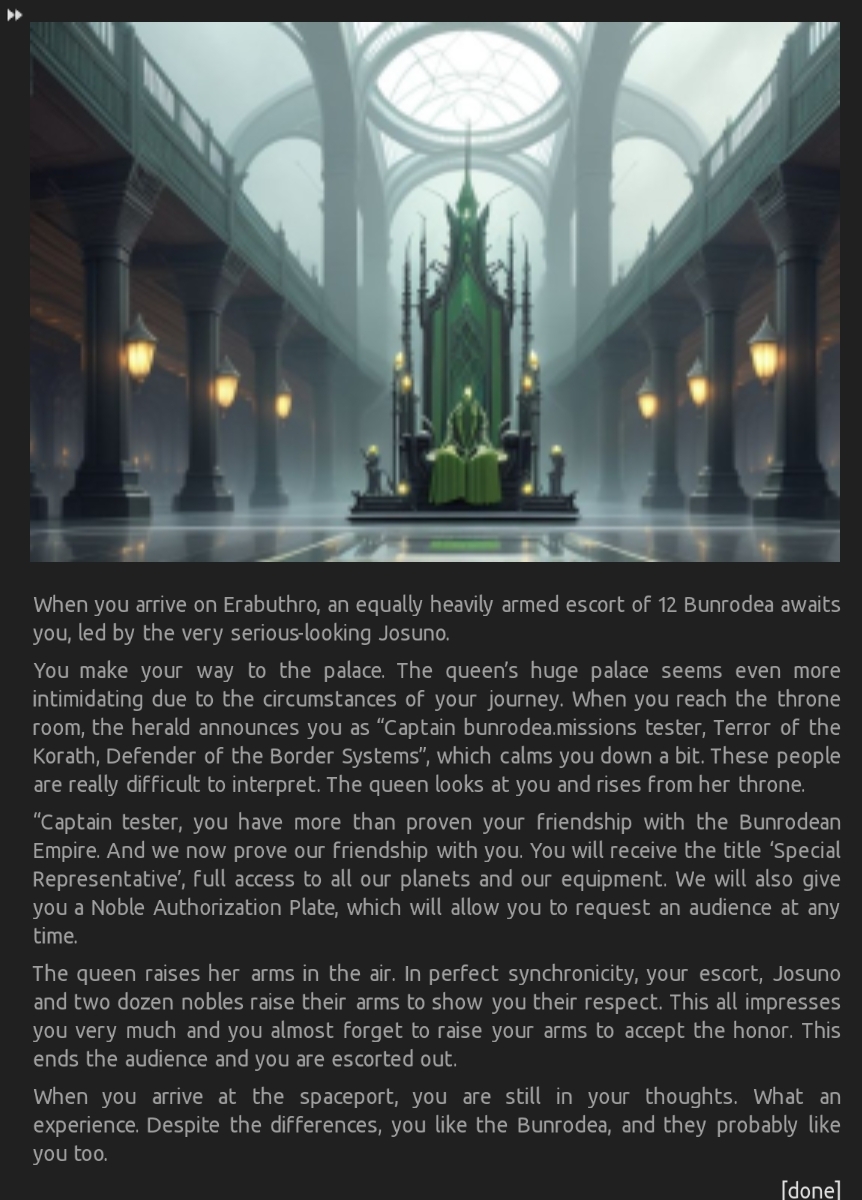 When you arrive on Erabuthro, an equally heavily armed escort of 12 Bunrodea awaits
you, led by the very serious-looking Josuno.
You make your way to the palace. The queen’s huge palace seems even more
intimidating due to the circumstances of your journey. When you reach the throne
room, the herald announces you as “Captain bunrodea.missions tester, Terror of the
Korath, Defender of the Border Systems”, which calms you down a bit. These people
are really difficult to interpret. The queen looks at you and rises from her throne.
“Captain tester, you have more than proven your friendship with the Bunrodean
Empire. And we now prove our friendship with you. You will receive the title ‘Special
Representative’, full access to all our planets and our equipment. We will also give
you a Noble Authorization Plate, which will allow you to request an audience at any
time.
The queen raises her arms in the air. In perfect synchronicity, your escort, Josuno
and two dozen nobles raise their arms to show you their respect. This all impresses
you very much and you almost forget to raise your arms to accept the honor. This
ends the audience and you are escorted out.
When you arrive at the spaceport, you are still in your thoughts. What an
experience. Despite the differences, you like the Bunrodea, and they probably like
you too.
[done]